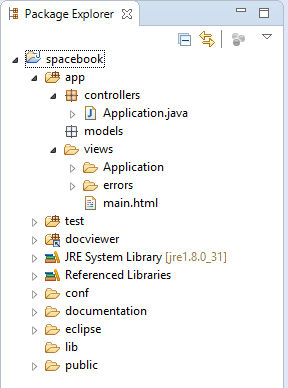 Package Explorer
spacebook
app
controllers
Application.java
models
views
Application
errors
main.html
test
docviewer
JRE System Library [jre1.8.0_31]
Referenced Libraries
conf
documentation
eclipse
lib
public